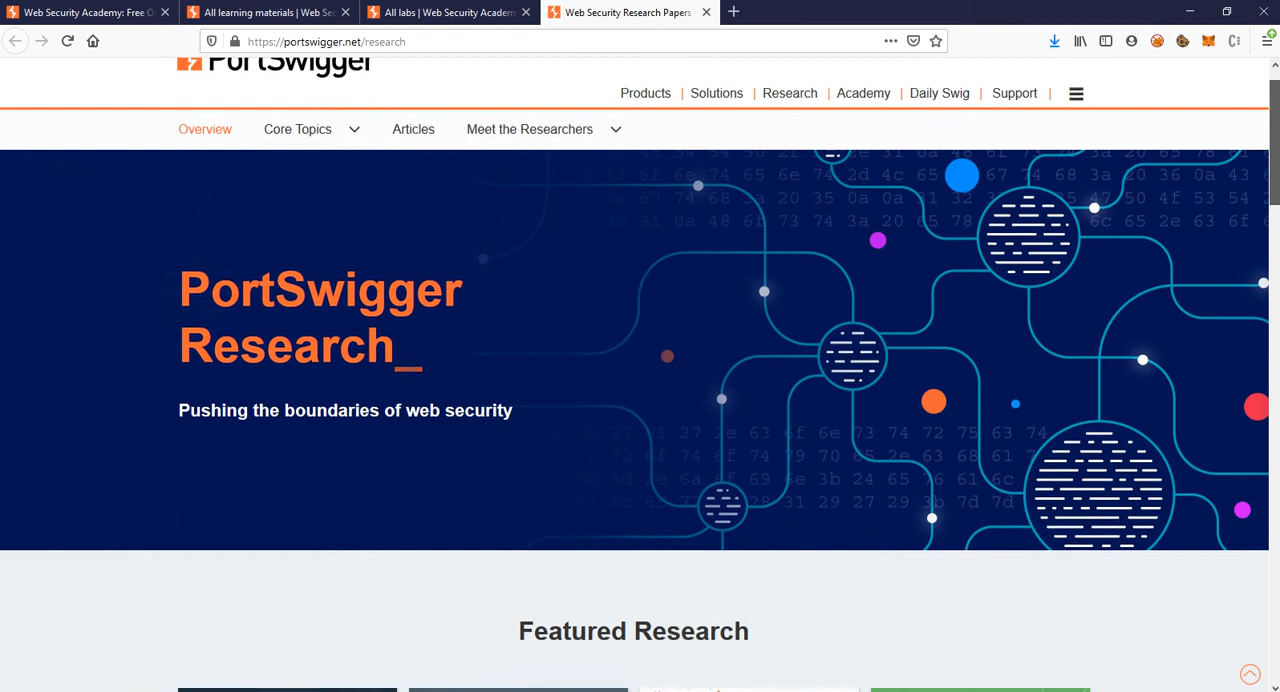 Web Security Academy: Free O
All learning materials | Web Sec
All labs | Web Security Academ
Web Security Research Papers -
https://portswigger.net/research
PortSwigger
Products | Solutions | Research | Academy | Daily Swig | Support |
Overview
Core Topics
Articles
Meet the Researchers
PortSwigger
Research_
Pushing the boundaries of web security
Featured Research